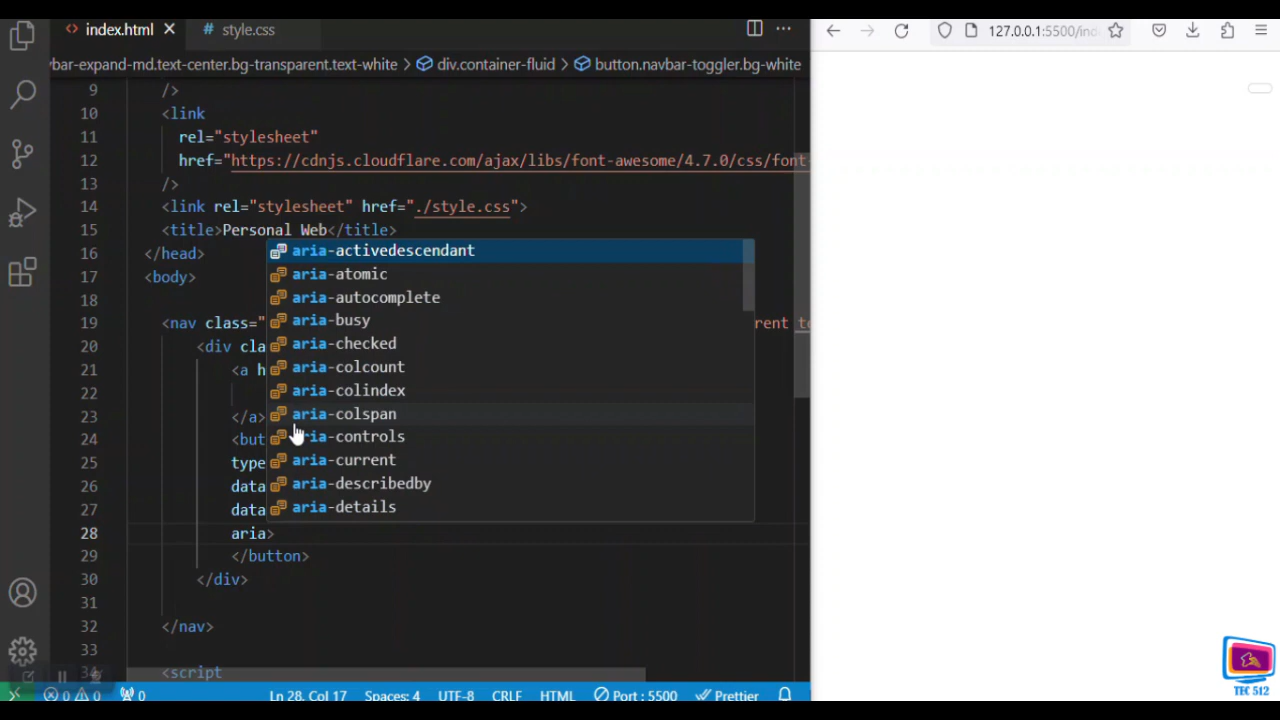 index.html
style.css
127.0.0.1:5500/ind
bar-expand-md.text-center.bg-transparent.text-white > div.container-fluid > button.navbar-toggler.bg-white
9 />
10 <link
11 rel="stylesheet"
12 href="https://cdnjs.cloudflare.com/ajax/libs/font-awesome/4.7.0/css/font-
13 />
14 <link rel="stylesheet" href="./style.css">
15 <title>Personal Web</title>
16 </head>
17 <body>
18
19 <nav class=" rent to
20 <div cla
21 <a h
22
23 </a>
24 <but
25 type
26 data
27 data
28 aria>
29 </button>
30 </div>
31
32 </nav>
33
34 <script
aria-activedescendant
aria-atomic
aria-autocomplete
aria-busy
aria-checked
aria-colcount
aria-colindex
aria-colspan
aria-controls
aria-current
aria-describedby
aria-details
0 0 0 Ln 28, Col 17 Spaces: 4 UTF-8 CRLF HTML Port : 5500 Prettier
TEC 512